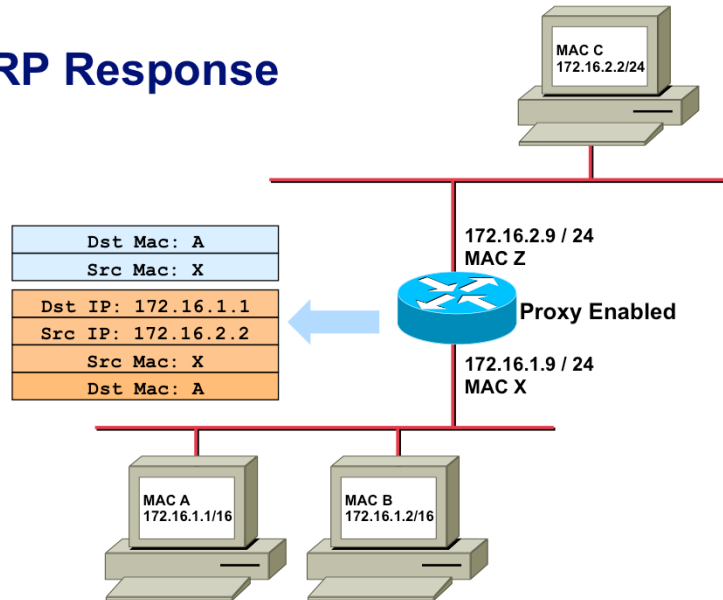 RP Response
MAC C
172.16.2.2/24
172.16.2.9 / 24
MAC Z
Dst Mac: A
Src Mac: X
Dst IP: 172.16.1.1
Src IP: 172.16.2.2
Src Mac: X
Dst Mac: A
Proxy Enabled
172.16.1.9 / 24
MAC X
MAC A
172.16.1.1/16
MAC B
172.16.1.2/16